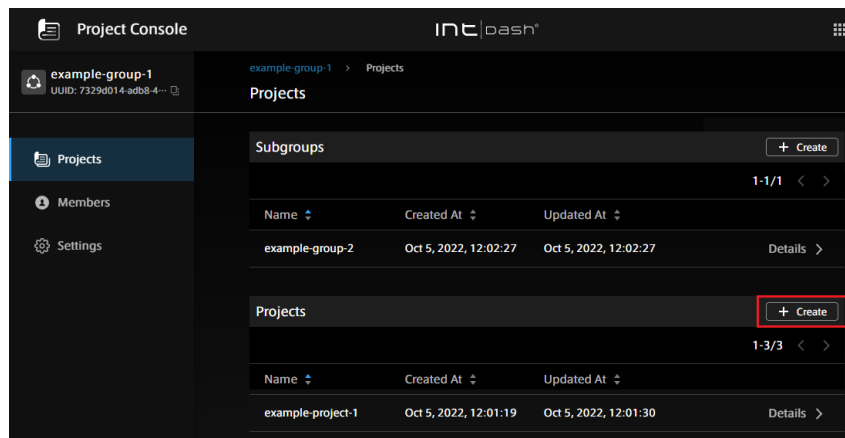 Project Console
intdash®
example-group-1
UUID: 7329d014-adb8-4···
example-group-1 > Projects
Projects
Projects
Members
Settings
Subgroups
+ Create
1-1/1 < >
Name Created At Updated At
example-group-2 Oct 5, 2022, 12:02:27 Oct 5, 2022, 12:02:27 Details >
Projects
+ Create
1-3/3 < >
Name Created At Updated At
example-project-1 Oct 5, 2022, 12:01:19 Oct 5, 2022, 12:01:30 Details >